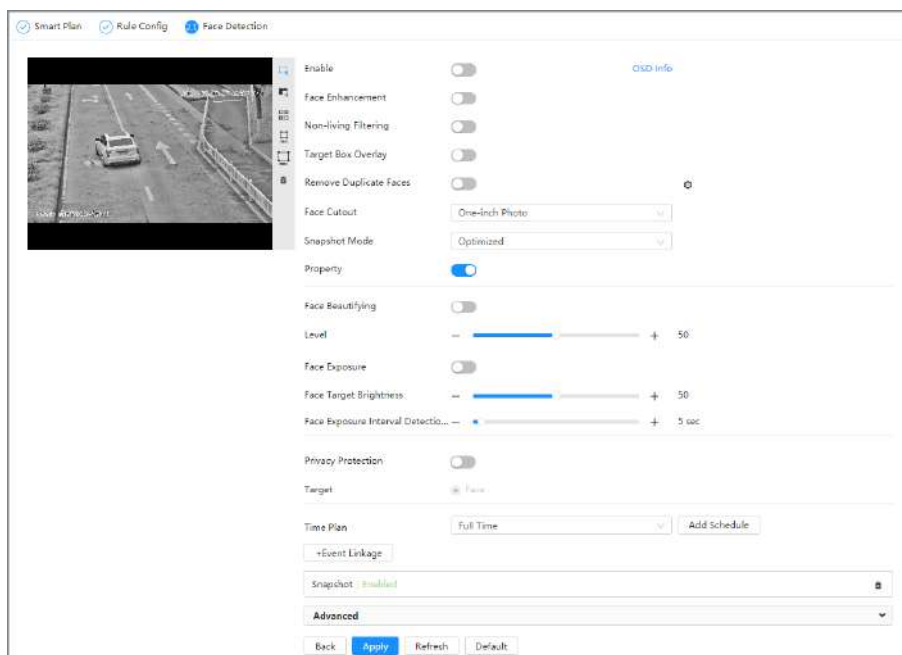 Smart Plan Rule Config Face Detection
Enable OSD Info
Face Enhancement
Non-living Filtering
Target Box Overlay
Remove Duplicate Faces
Face Cutout One-inch Photo
Snapshot Mode Optimized
Property
Face Beautifying
Level − + 50
Face Exposure
Face Target Brightness − + 50
Face Exposure Interval Detectio... − + 5 sec
Privacy Protection
Target Face
Time Plan Full Time Add Schedule
+Event Linkage
Snapshot Enabled
Advanced
Back Apply Refresh Default